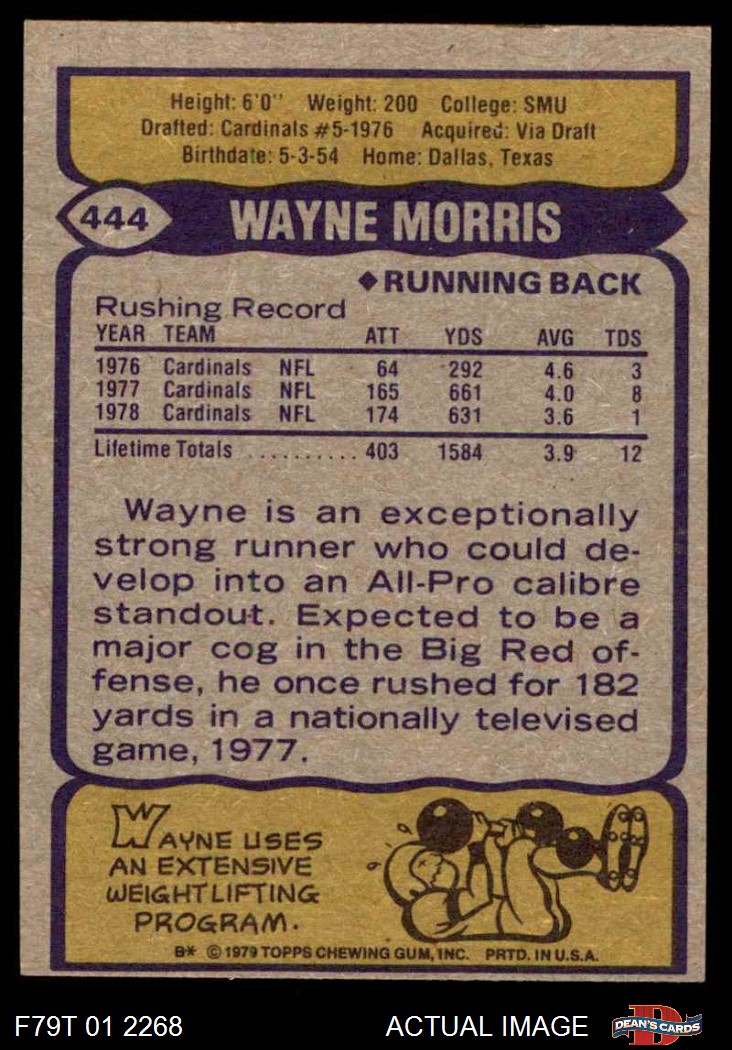 Height: 6'0" Weight: 200 College: SMU
Drafted: Cardinals #5-1976 Acquired: Via Draft
Birthdate: 5-3-54 Home: Dallas, Texas
444 WAYNE MORRIS
◆RUNNING BACK
Rushing Record
YEAR TEAM ATT YDS AVG TDS
1976 Cardinals NFL 64 292 4.6 3
1977 Cardinals NFL 165 661 4.0 8
1978 Cardinals NFL 174 631 3.6 1
Lifetime Totals .......... 403 1584 3.9 12
Wayne is an exceptionally
strong runner who could de-
velop into an All-Pro calibre
standout. Expected to be a
major cog in the Big Red of-
fense, he once rushed for 182
yards in a nationally televised
game, 1977.
WAYNE USES
AN EXTENSIVE
WEIGHTLIFTING
PROGRAM.
B* © 1979 TOPPS CHEWING GUM, INC. PRTD. IN U.S.A.
F79T 01 2268 ACTUAL IMAGE D DEAN'S CARDS